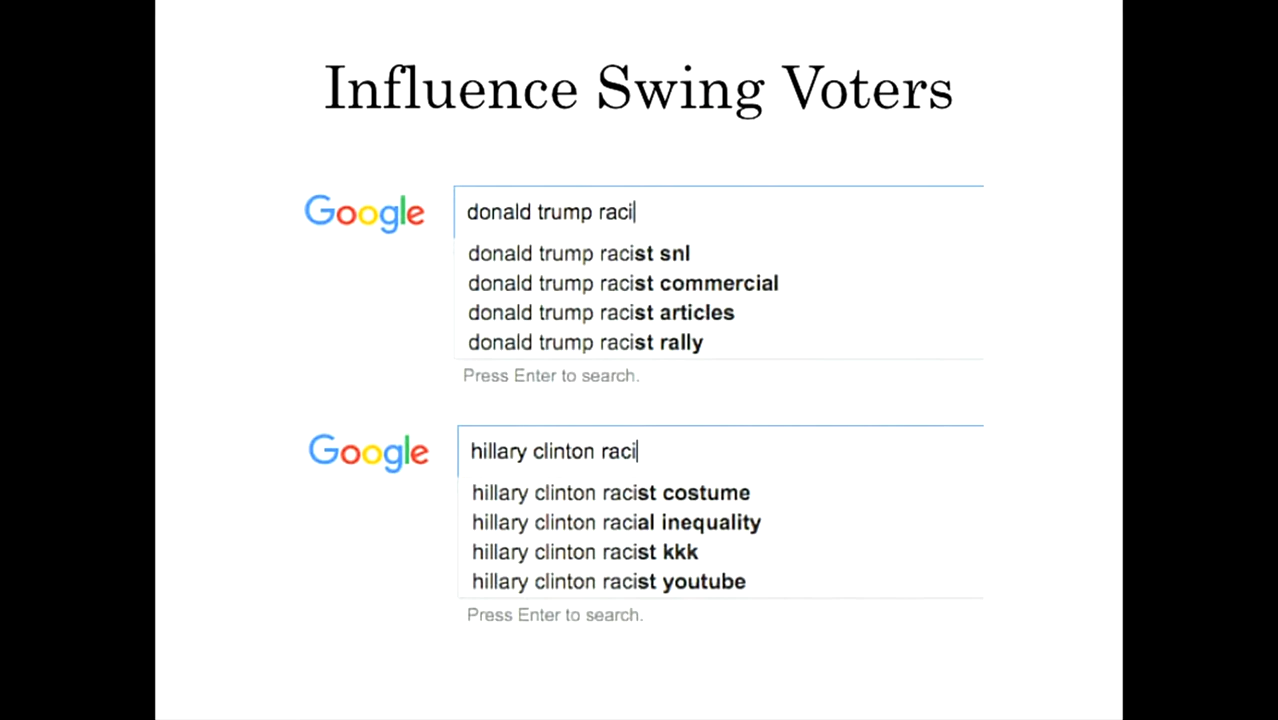 Influence Swing Voters
Google
donald trump raci
donald trump racist snl
donald trump racist commercial
donald trump racist articles
donald trump racist rally
Press Enter to search.
Google
hillary clinton raci
hillary clinton racist costume
hillary clinton racial inequality
hillary clinton racist kkk
hillary clinton racist youtube
Press Enter to search.